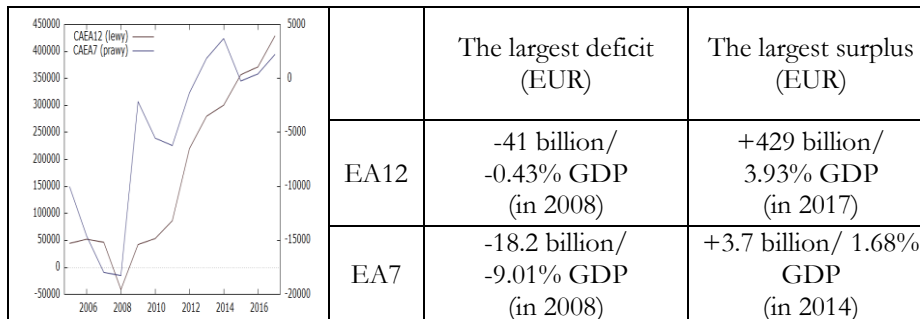 450000
400000
350000
300000
250000
200000
150000
100000
50000
0
-50000
CAEA12 (lewy)
CAEA7 (prawy)
5000
0
-5000
-10000
-15000
-20000
2006 2008 2010 2012 2014 2016
The largest deficit
(EUR)
The largest surplus
(EUR)
EA12
-41 billion/
-0.43% GDP
(in 2008)
+429 billion/
3.93% GDP
(in 2017)
EA7
-18.2 billion/
-9.01% GDP
(in 2008)
+3.7 billion/ 1.68%
GDP
(in 2014)